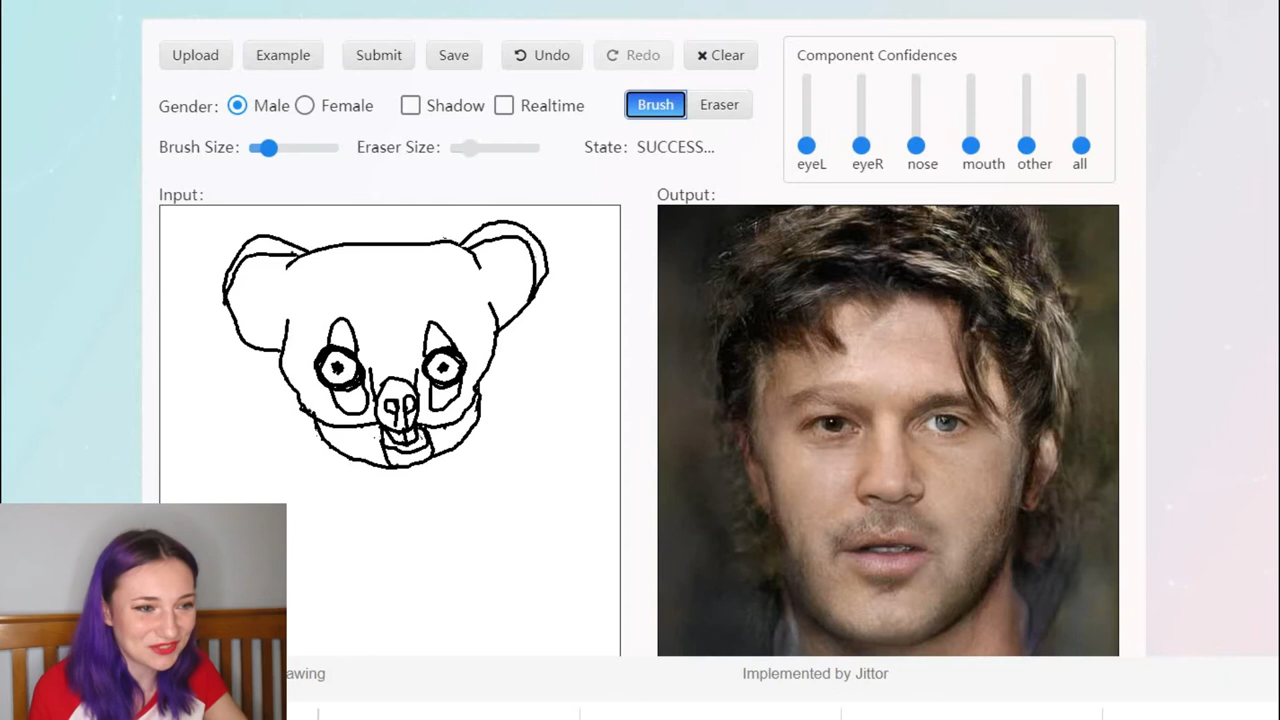 Upload Example Submit Save Undo Redo Clear
Component Confidences
Gender: Male Female Shadow Realtime Brush Eraser
Brush Size: Eraser Size: State: SUCCESS...
eyeL eyeR nose mouth other all
Input: Output:
awing Implemented by Jittor